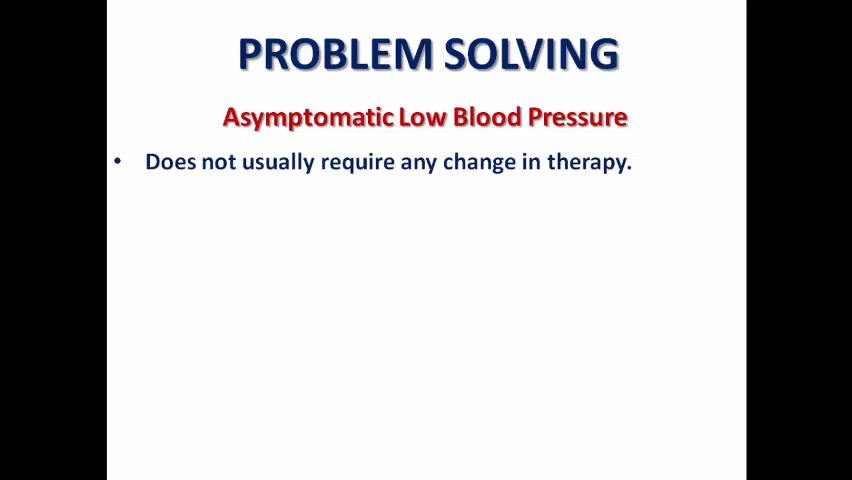 PROBLEM SOLVING
Asymptomatic Low Blood Pressure
• Does not usually require any change in therapy.